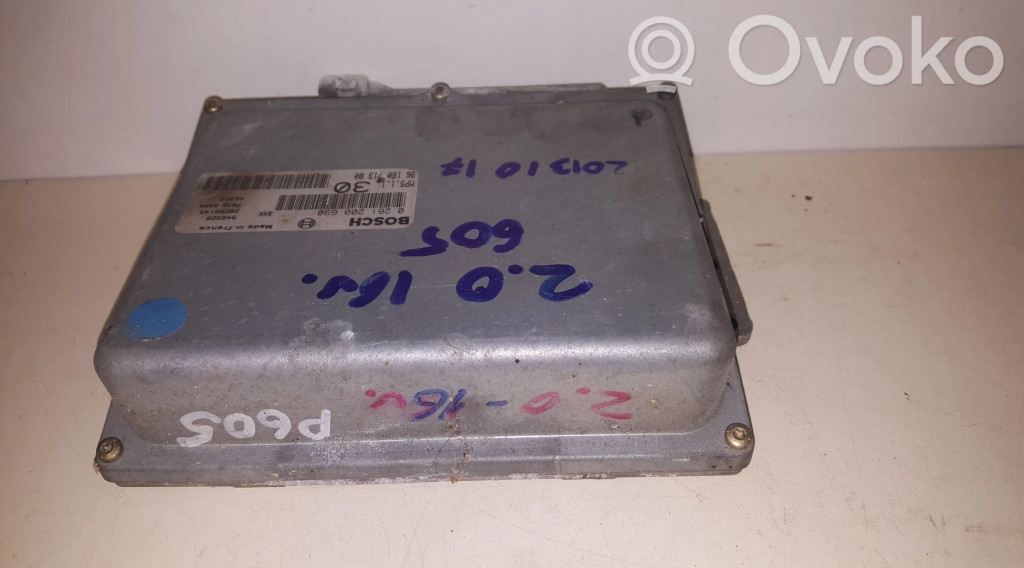 Ovoko
2013 10 17
BOSCH
0 261 200 690
MP5.1.1 30
96 160 713 80
Made in France
605
2.0 16v.
2.0-16v.
P605